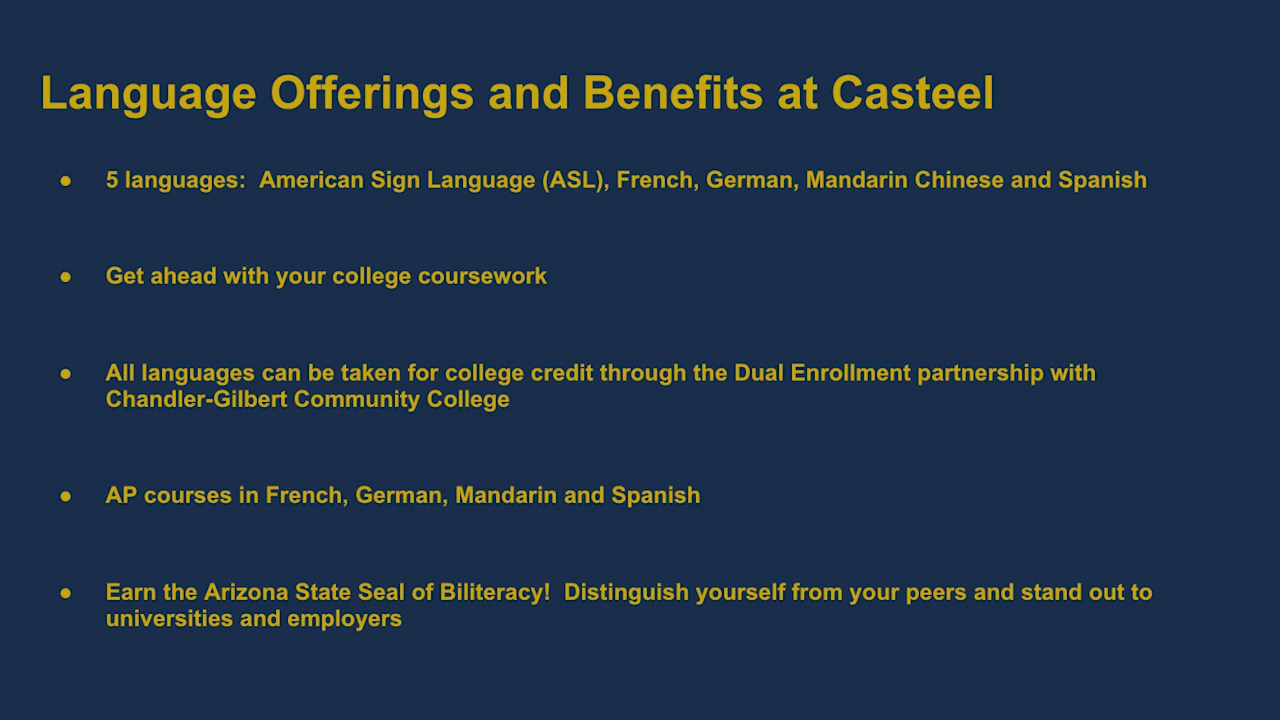 Language Offerings and Benefits at Casteel
● 5 languages:  American Sign Language (ASL), French, German, Mandarin Chinese and Spanish
● Get ahead with your college coursework
● All languages can be taken for college credit through the Dual Enrollment partnership with
Chandler-Gilbert Community College
● AP courses in French, German, Mandarin and Spanish
● Earn the Arizona State Seal of Biliteracy!  Distinguish yourself from your peers and stand out to
universities and employers